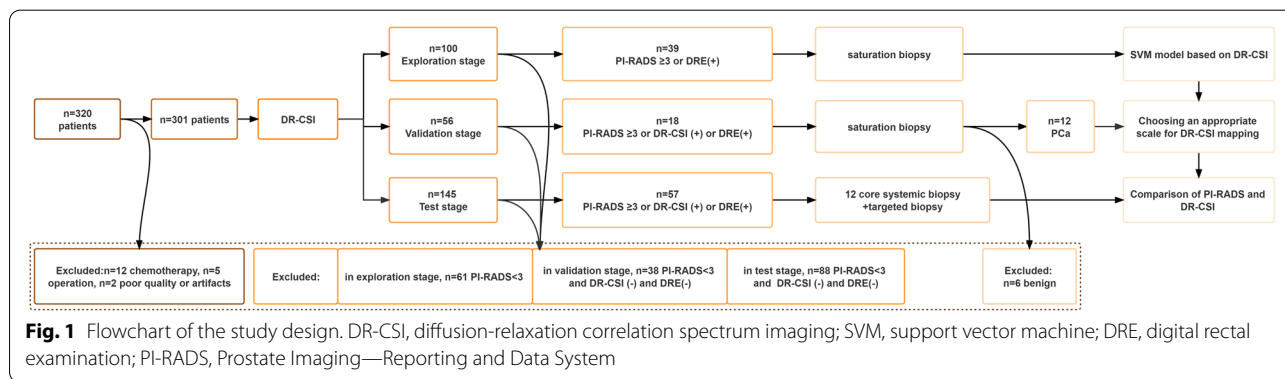 n=320
patients
n=301 patients
DR-CSI
n=100
Exploration stage
n=39
PI-RADS ≥3 or DRE(+)
saturation biopsy
SVM model based on DR-CSI
n=56
Validation stage
n=18
PI-RADS ≥3 or DR-CSI (+) or DRE(+)
saturation biopsy
n=12
PCa
Choosing an appropriate
scale for DR-CSI mapping
n=145
Test stage
n=57
PI-RADS ≥3 or DR-CSI (+) or DRE(+)
12 core systemic biopsy
+targeted biopsy
Comparison of PI-RADS and
DR-CSI
Excluded:n=12 chemotherapy, n=5
operation, n=2 poor quality or artifacts
Excluded:
in exploration stage, n=61 PI-RADS<3
in validation stage, n=38 PI-RADS<3
and DR-CSI (-) and DRE(-)
in test stage, n=88 PI-RADS<3
and DR-CSI (-) and DRE(-)
Excluded:
n=6 benign
Fig. 1 Flowchart of the study design. DR-CSI, diffusion-relaxation correlation spectrum imaging; SVM, support vector machine; DRE, digital rectal
examination; PI-RADS, Prostate Imaging—Reporting and Data System